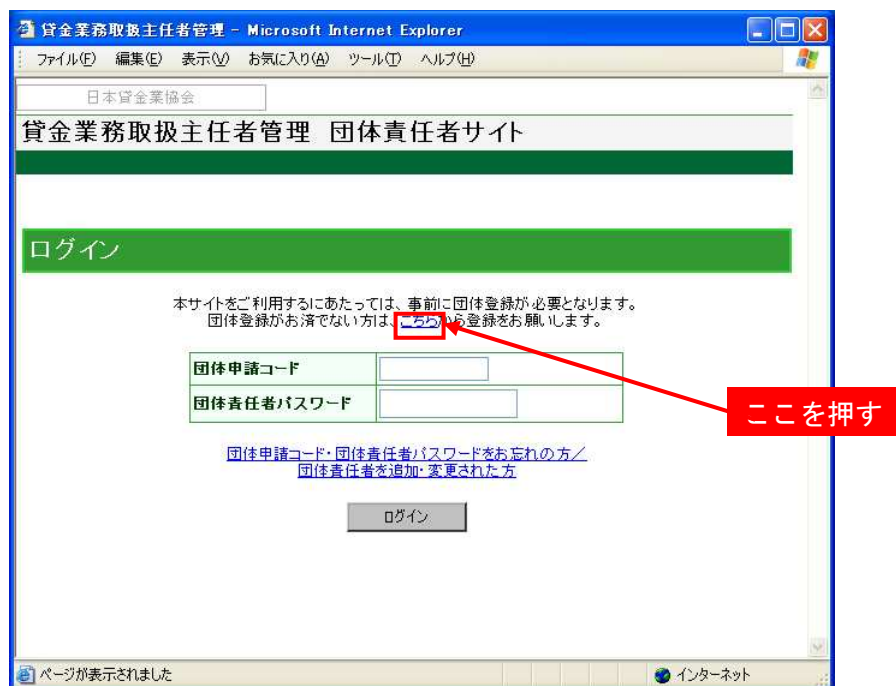 貸金業務取扱主任者管理 - Microsoft Internet Explorer
ファイル(F) 編集(E) 表示(V) お気に入り(A) ツール(T) ヘルプ(H)
日本貸金業協会
貸金業務取扱主任者管理 団体責任者サイト
ログイン
本サイトをご利用するにあたっては、事前に団体登録が必要となります。
団体登録がお済でない方は、こちらから登録をお願いします。
団体申請コード
団体責任者パスワード
ここを押す
団体申請コード・団体責任者パスワードをお忘れの方／
団体責任者を追加・変更された方
ログイン
ページが表示されました
インターネット